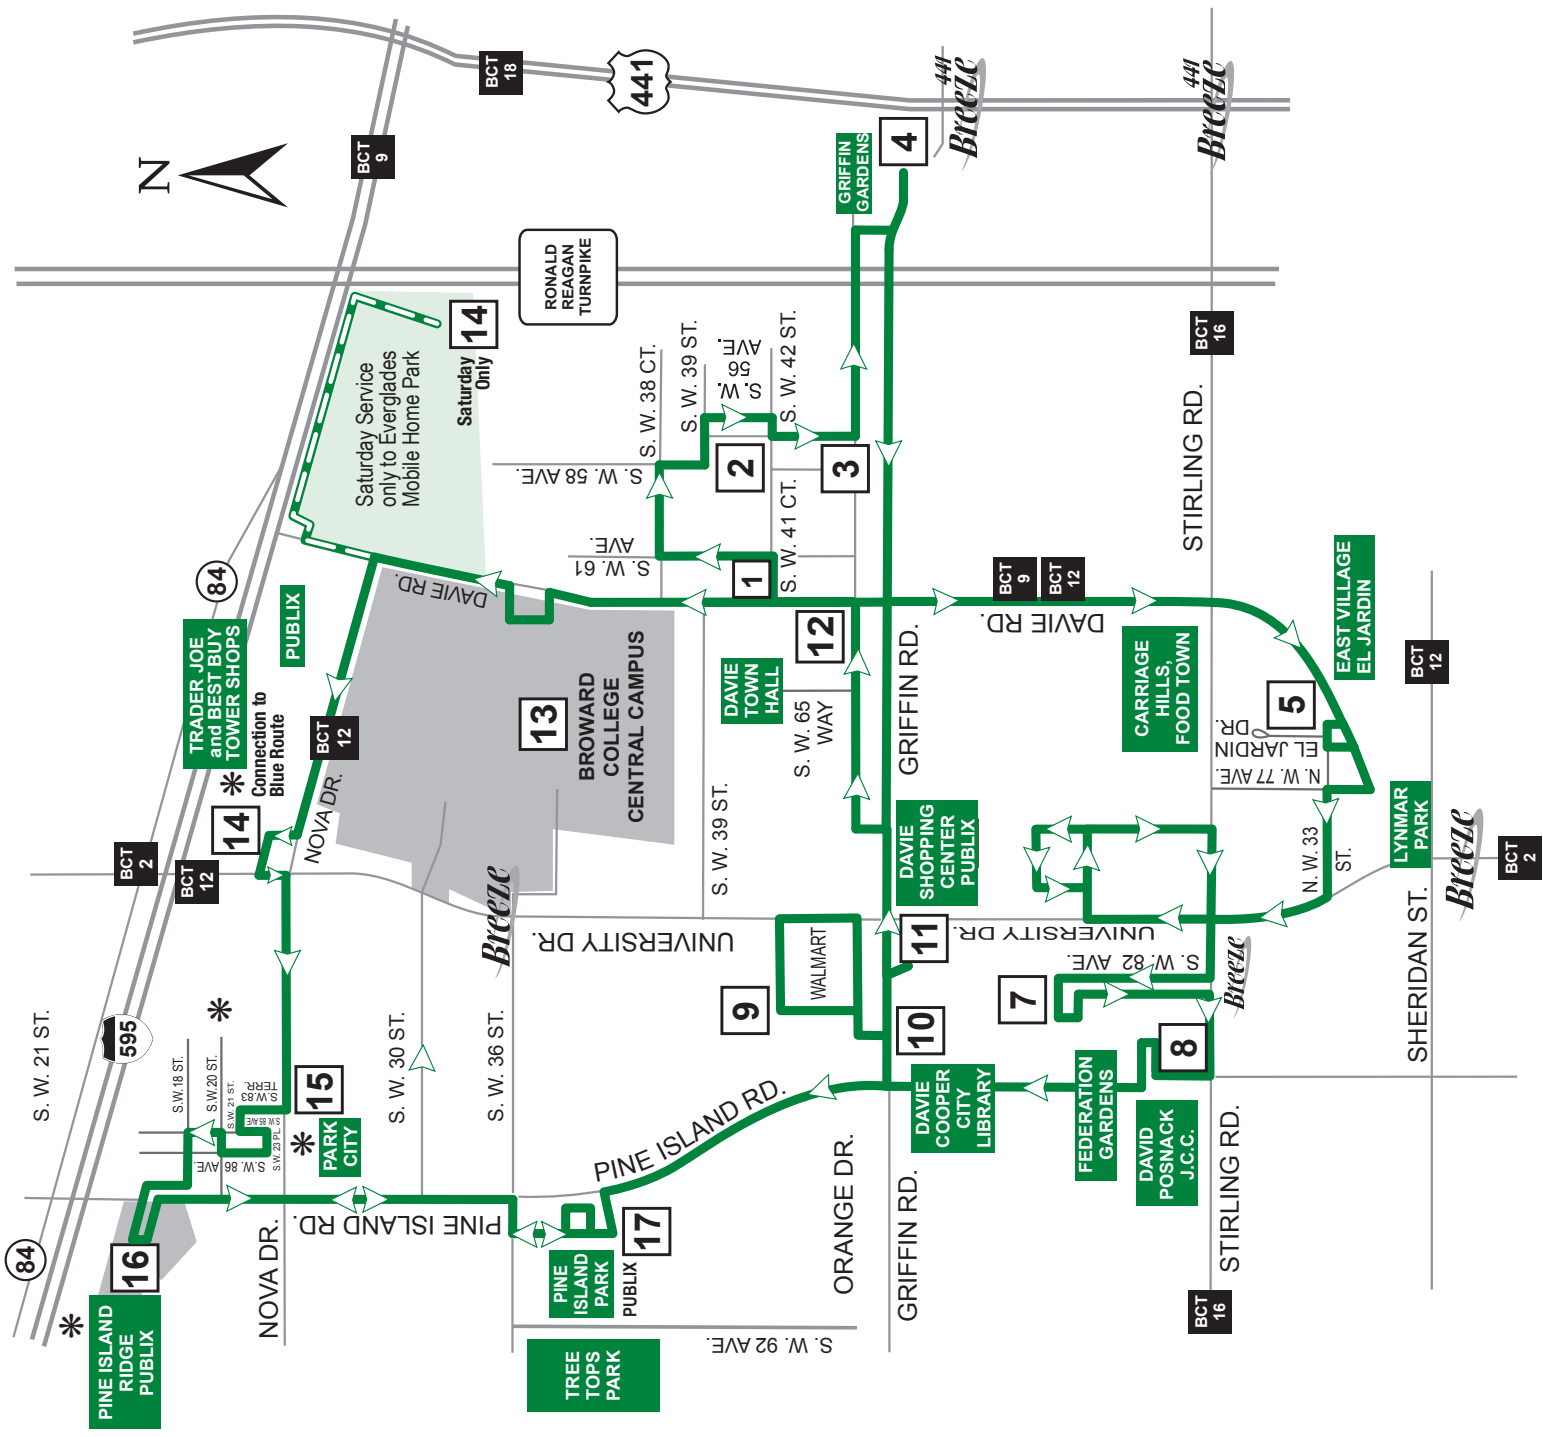 N
BCT
18
441
BCT
9
RONALD
REAGAN
TURNPIKE
441
Breeze
441
Breeze
GRIFFIN
GARDENS
4
Saturday Service
only to Everglades
Mobile Home Park
14
Saturday
Only
S. W. 38 CT.
S. W. 39 ST.
S. W.
56
AVE.
S. W. 42 ST.
S. W. 58 AVE.
S. W. 61
AVE.
S. W. 41 CT.
1
2
3
BCT
16
STIRLING RD.
84
PUBLIX
TRADER JOE
and BEST BUY
TOWER SHOPS
Connection to
Blue Route
*
14
BCT
12
NOVA DR.
DAVIE RD.
13
BROWARD
COLLEGE
CENTRAL CAMPUS
S. W. 39 ST.
DAVIE
TOWN
HALL
12
S. W. 65
WAY
GRIFFIN RD.
DAVIE RD.
BCT
9
BCT
12
CARRIAGE
HILLS,
FOOD TOWN
EAST VILLAGE
EL JARDIN
5
EL JARDIN
DR.
N. W. 77 AVE.
N. W. 33
ST.
LYNMAR
PARK
BCT
12
Breeze
BCT
2
SHERIDAN ST.
BCT
2
BCT
12
Breeze
UNIVERSITY DR.
WALMART
9
10
11
DAVIE
SHOPPING
CENTER
PUBLIX
UNIVERSITY DR.
S. W. 82 AVE.
7
Breeze
8
S. W. 21 ST.
595
*
S.W.18 ST.
S.W.20 ST.
S.W. 21 ST.
S.W.83
TERR.
S.W. 85 AVE.
S.W. 23 PL.
S.W. 86 AVE.
15
*
PARK
CITY
S. W. 30 ST.
S. W. 36 ST.
PINE ISLAND RD.
PINE ISLAND RD.
DAVIE
COOPER
CITY
LIBRARY
FEDERATION
GARDENS
DAVID
POSNACK
J.C.C.
84
16
*
PINE ISLAND
RIDGE
PUBLIX
NOVA DR.
PINE
ISLAND
PARK
PUBLIX
17
TREE
TOPS
PARK
S. W. 92 AVE.
ORANGE DR.
GRIFFIN RD.
STIRLING RD.
BCT
16